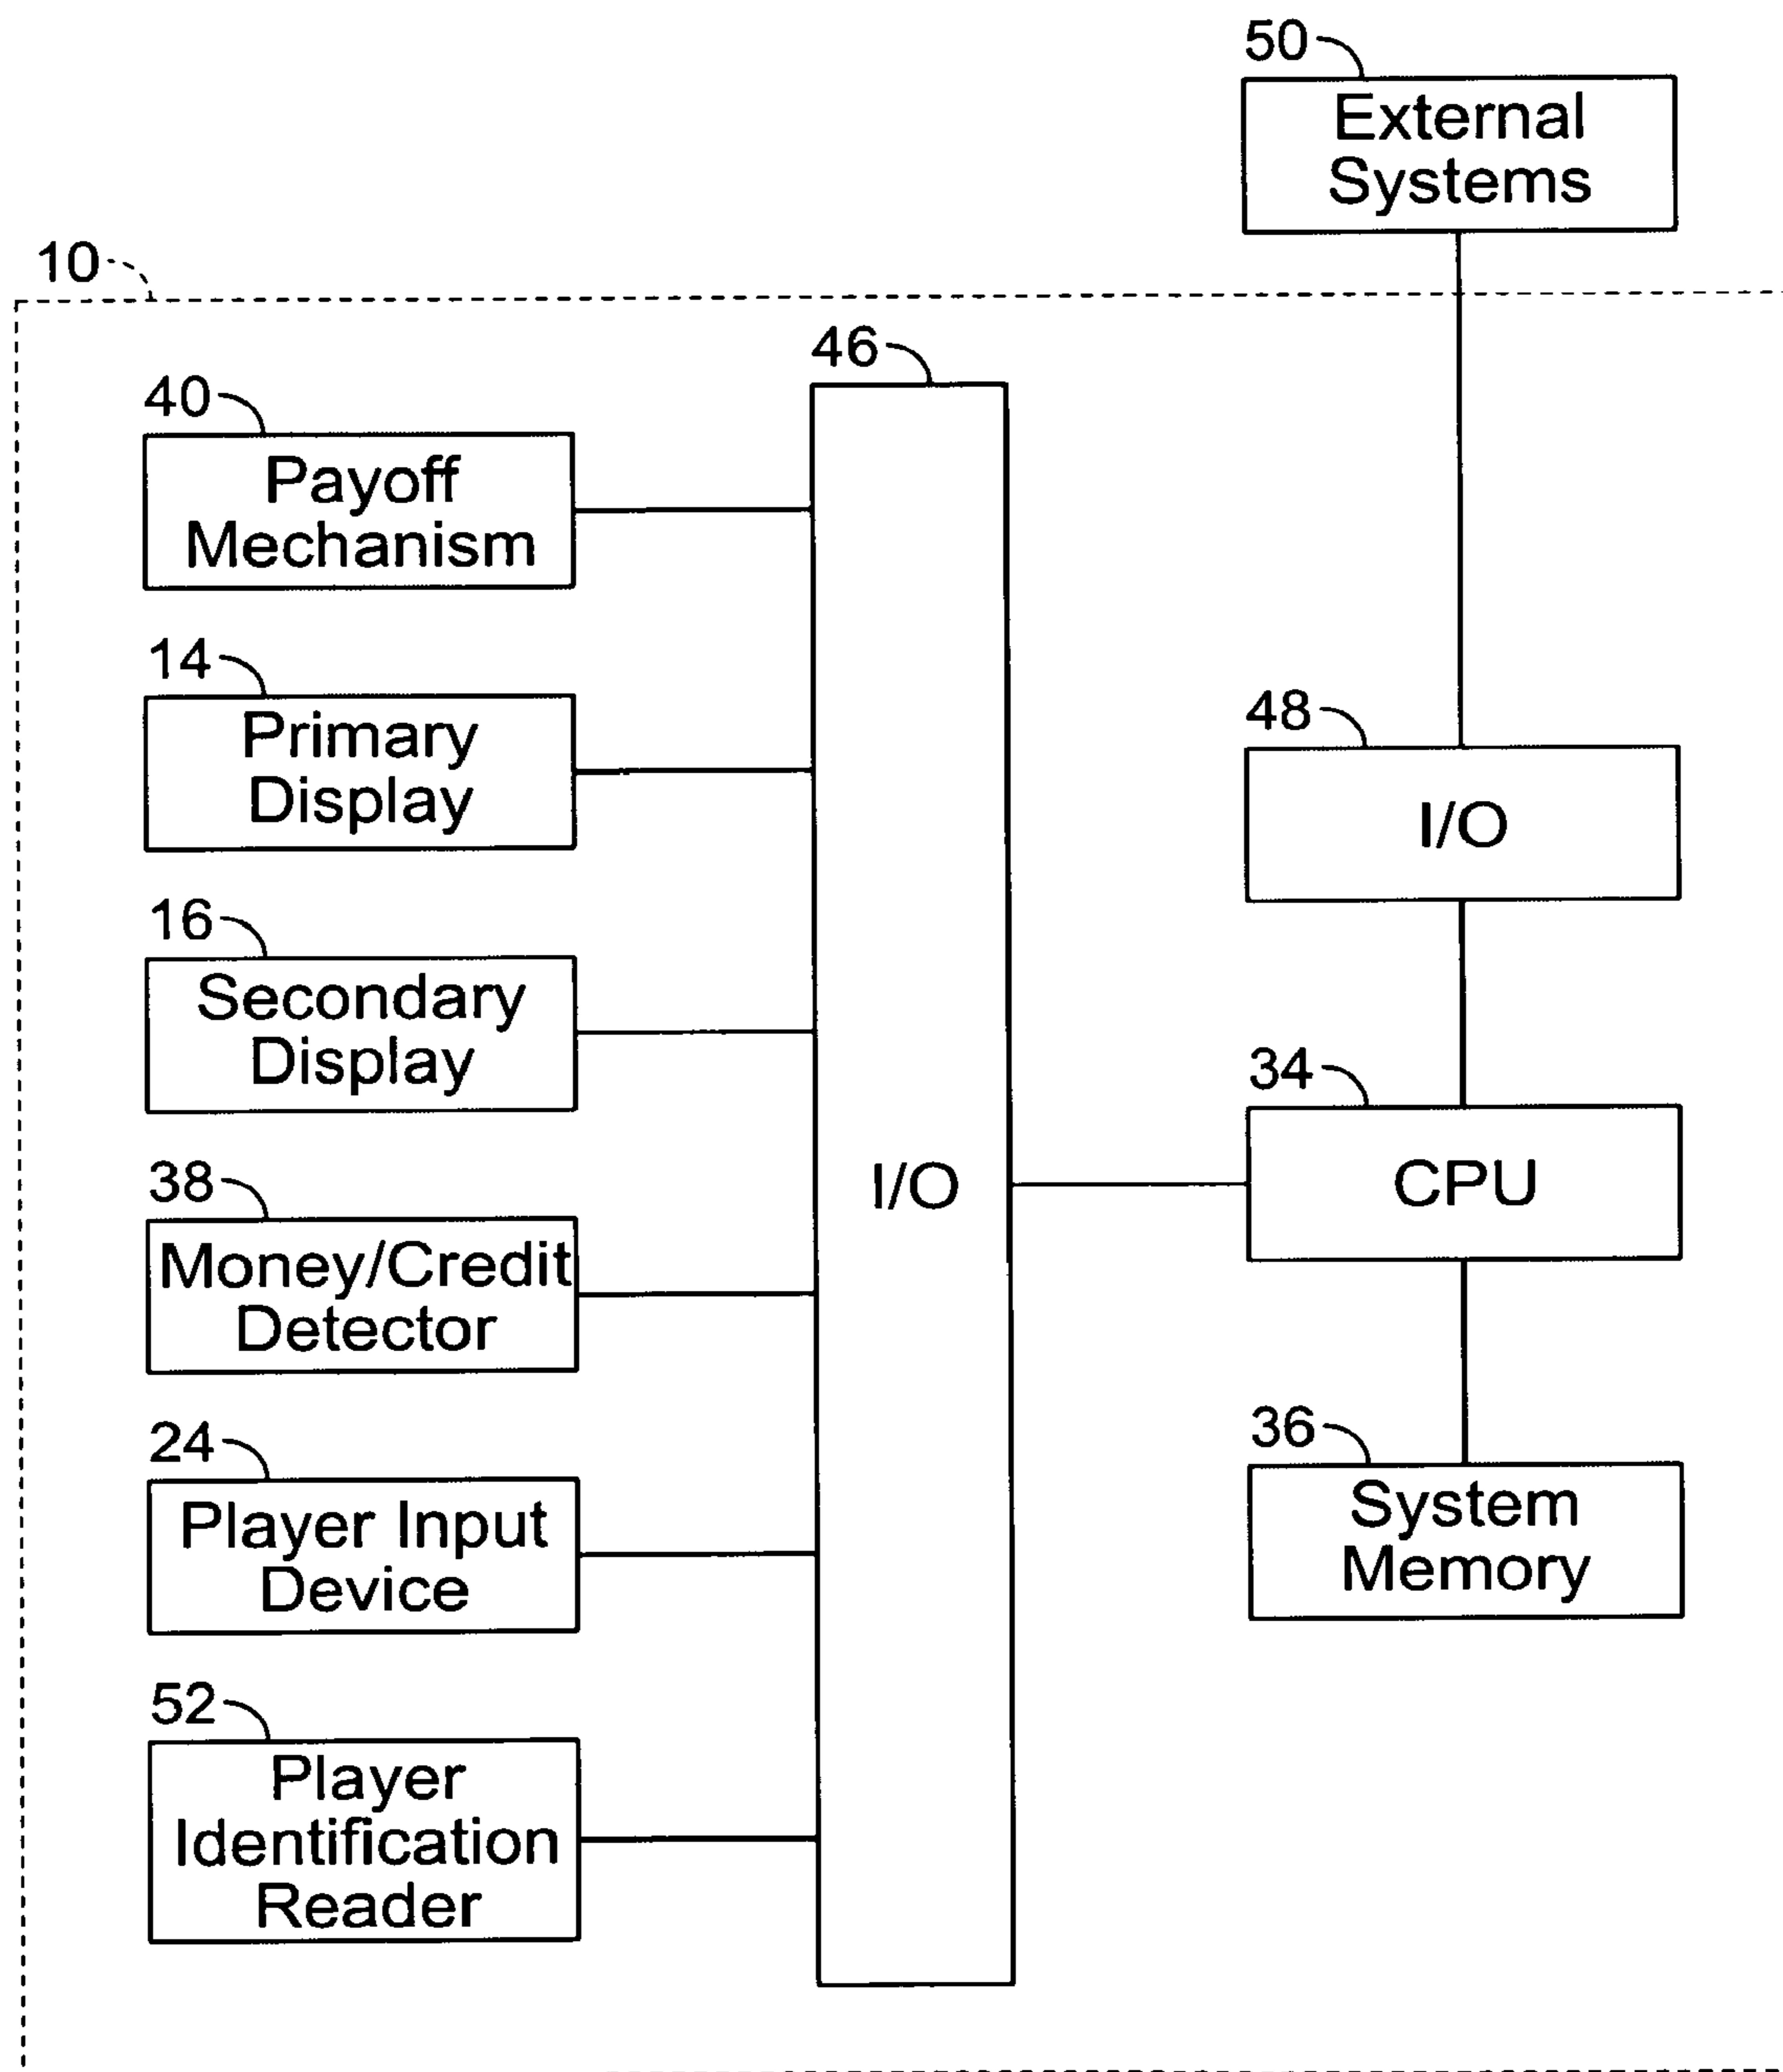 50
External
Systems
10
46
40
Payoff
Mechanism
14
Primary
Display
48
I/O
16
Secondary
Display
34
CPU
38
Money/Credit
Detector
I/O
24
Player Input
Device
36
System
Memory
52
Player
Identification
Reader